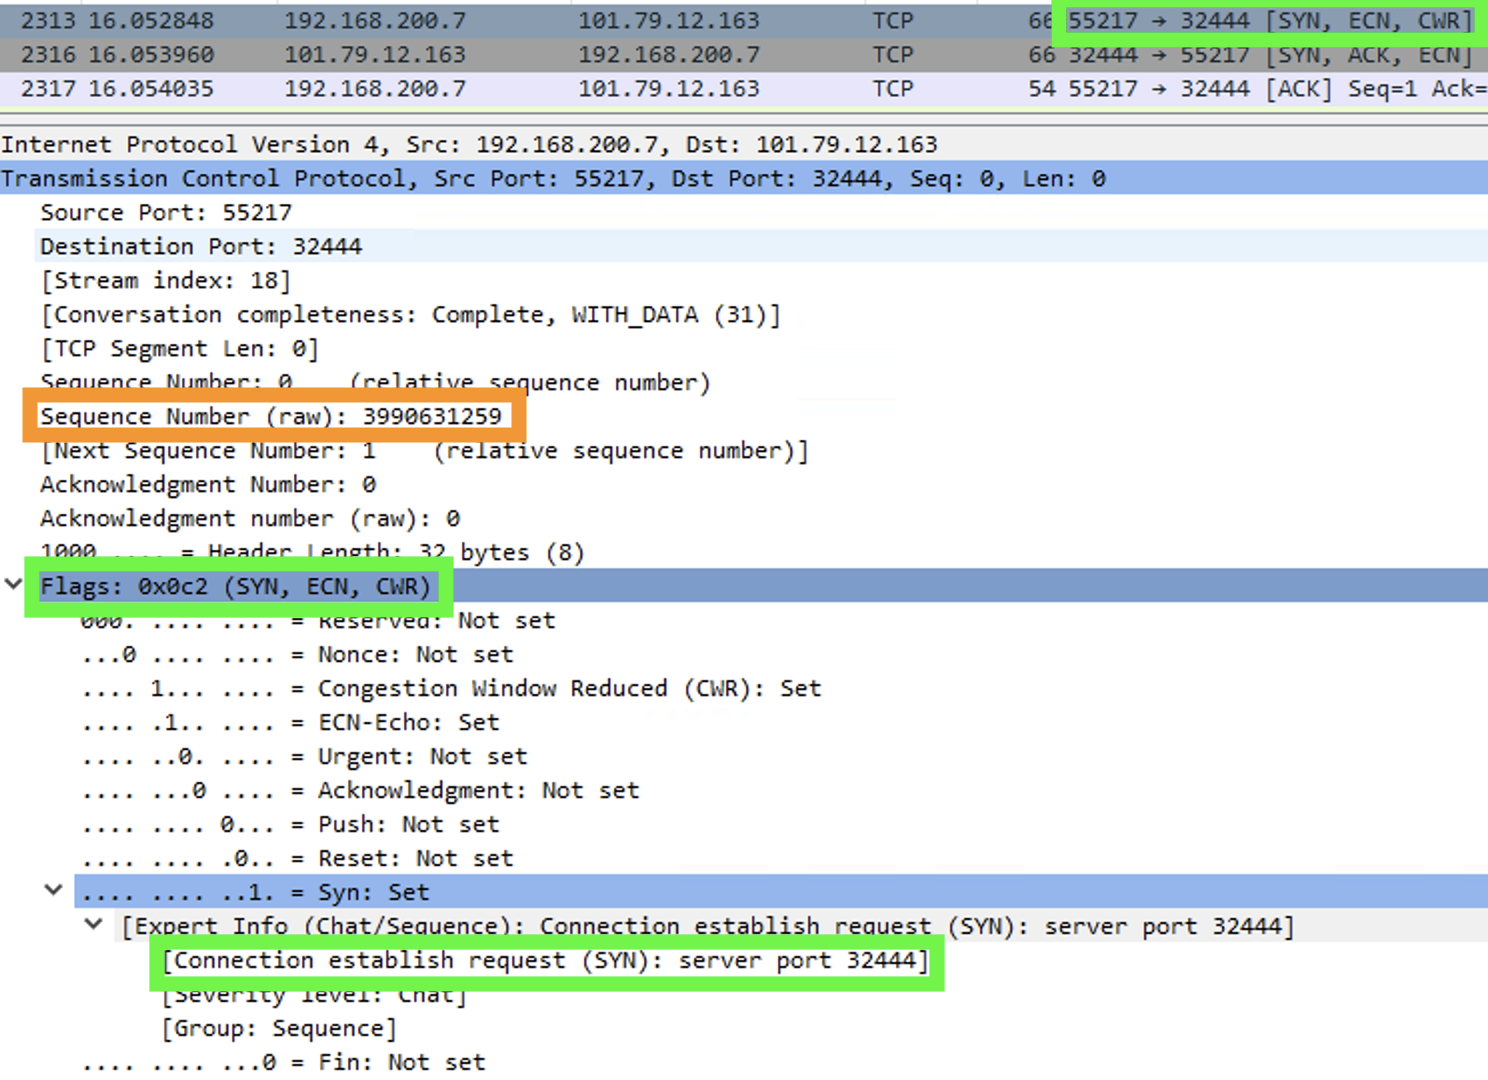 2313 16.052848 192.168.200.7 101.79.12.163 TCP 66 55217 → 32444 [SYN, ECN, CWR]
2316 16.053960 101.79.12.163 192.168.200.7 TCP 66 32444 → 55217 [SYN, ACK, ECN]
2317 16.054035 192.168.200.7 101.79.12.163 TCP 54 55217 → 32444 [ACK] Seq=1 Ack=
Internet Protocol Version 4, Src: 192.168.200.7, Dst: 101.79.12.163
Transmission Control Protocol, Src Port: 55217, Dst Port: 32444, Seq: 0, Len: 0
Source Port: 55217
Destination Port: 32444
[Stream index: 18]
[Conversation completeness: Complete, WITH_DATA (31)]
[TCP Segment Len: 0]
Sequence Number: 0 (relative sequence number)
Sequence Number (raw): 3990631259
[Next Sequence Number: 1 (relative sequence number)]
Acknowledgment Number: 0
Acknowledgment number (raw): 0
1000 .... = Header Length: 32 bytes (8)
Flags: 0x0c2 (SYN, ECN, CWR)
000. .... .... = Reserved: Not set
...0 .... .... = Nonce: Not set
.... 1... .... = Congestion Window Reduced (CWR): Set
.... .1.. .... = ECN-Echo: Set
.... ..0. .... = Urgent: Not set
.... ...0 .... = Acknowledgment: Not set
.... .... 0... = Push: Not set
.... .... .0.. = Reset: Not set
.... .... ..1. = Syn: Set
[Expert Info (Chat/Sequence): Connection establish request (SYN): server port 32444]
[Connection establish request (SYN): server port 32444]
[Severity level: Chat]
[Group: Sequence]
.... .... ...0 = Fin: Not set